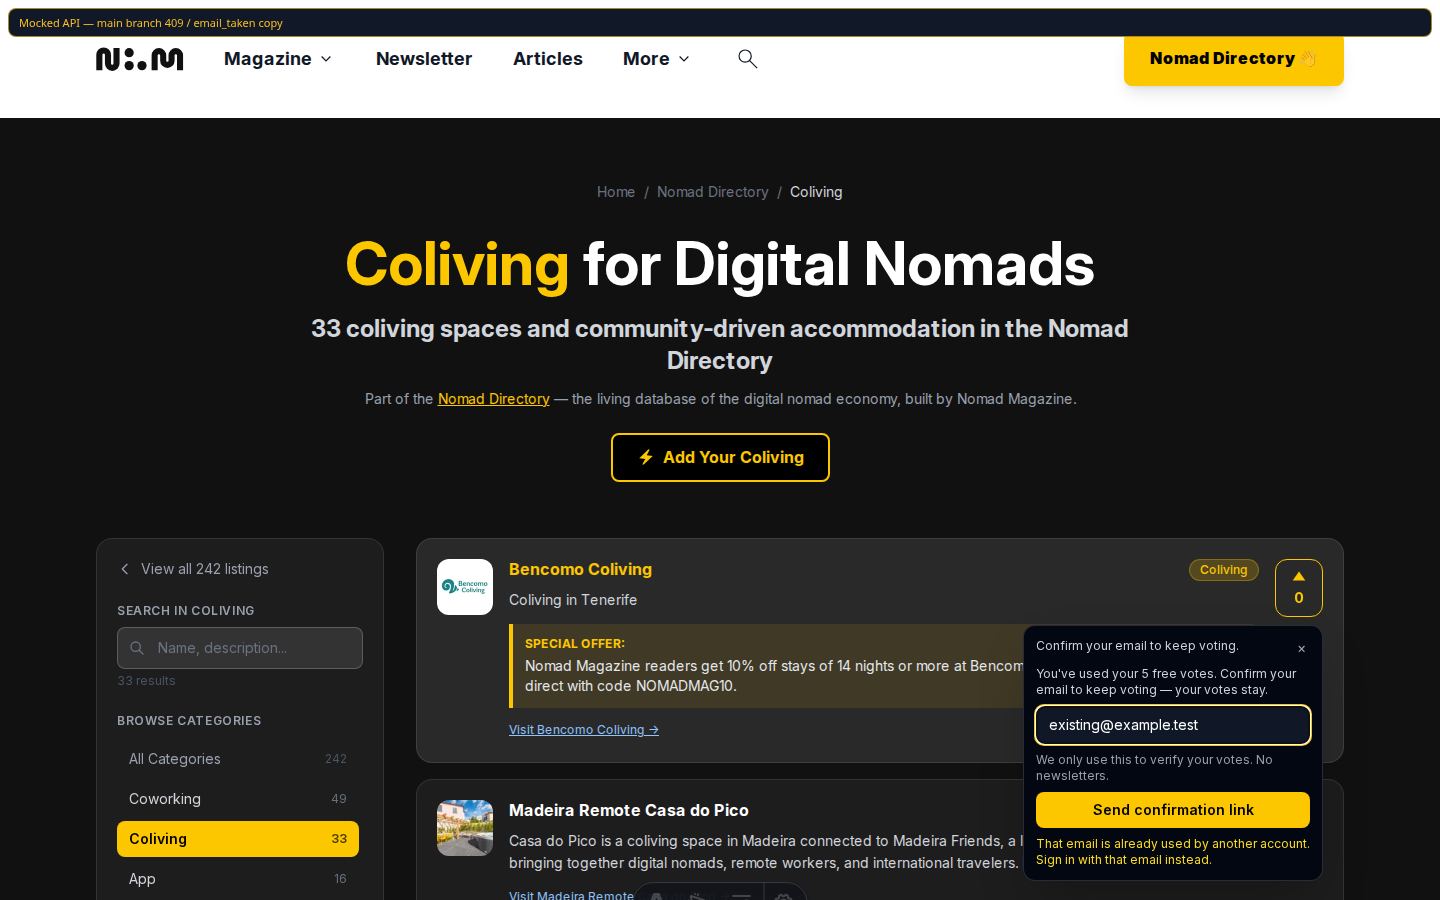 Mocked API — main branch 409 / email_taken copy
Magazine
Newsletter
Articles
More
Nomad Directory 👋
Home / Nomad Directory / Coliving
Coliving for Digital Nomads
33 coliving spaces and community-driven accommodation in the Nomad
Directory
Part of the Nomad Directory — the living database of the digital nomad economy, built by Nomad Magazine.
Add Your Coliving
View all 242 listings
SEARCH IN COLIVING
Name, description...
33 results
BROWSE CATEGORIES
All Categories 242
Coworking 49
Coliving 33
App 16
Bencomo Coliving
Bencomo Coliving
Coliving
0
Coliving in Tenerife
SPECIAL OFFER:
Nomad Magazine readers get 10% off stays of 14 nights or more at Bencom
direct with code NOMADMAG10.
Visit Bencomo Coliving →
Confirm your email to keep voting.
×
You've used your 5 free votes. Confirm your
email to keep voting — your votes stay.
existing@example.test
We only use this to verify your votes. No
newsletters.
Send confirmation link
That email is already used by another account.
Sign in with that email instead.
Madeira Remote Casa do Pico
Casa do Pico is a coliving space in Madeira connected to Madeira Friends, a
bringing together digital nomads, remote workers, and international travelers.
Visit Madeira Remote